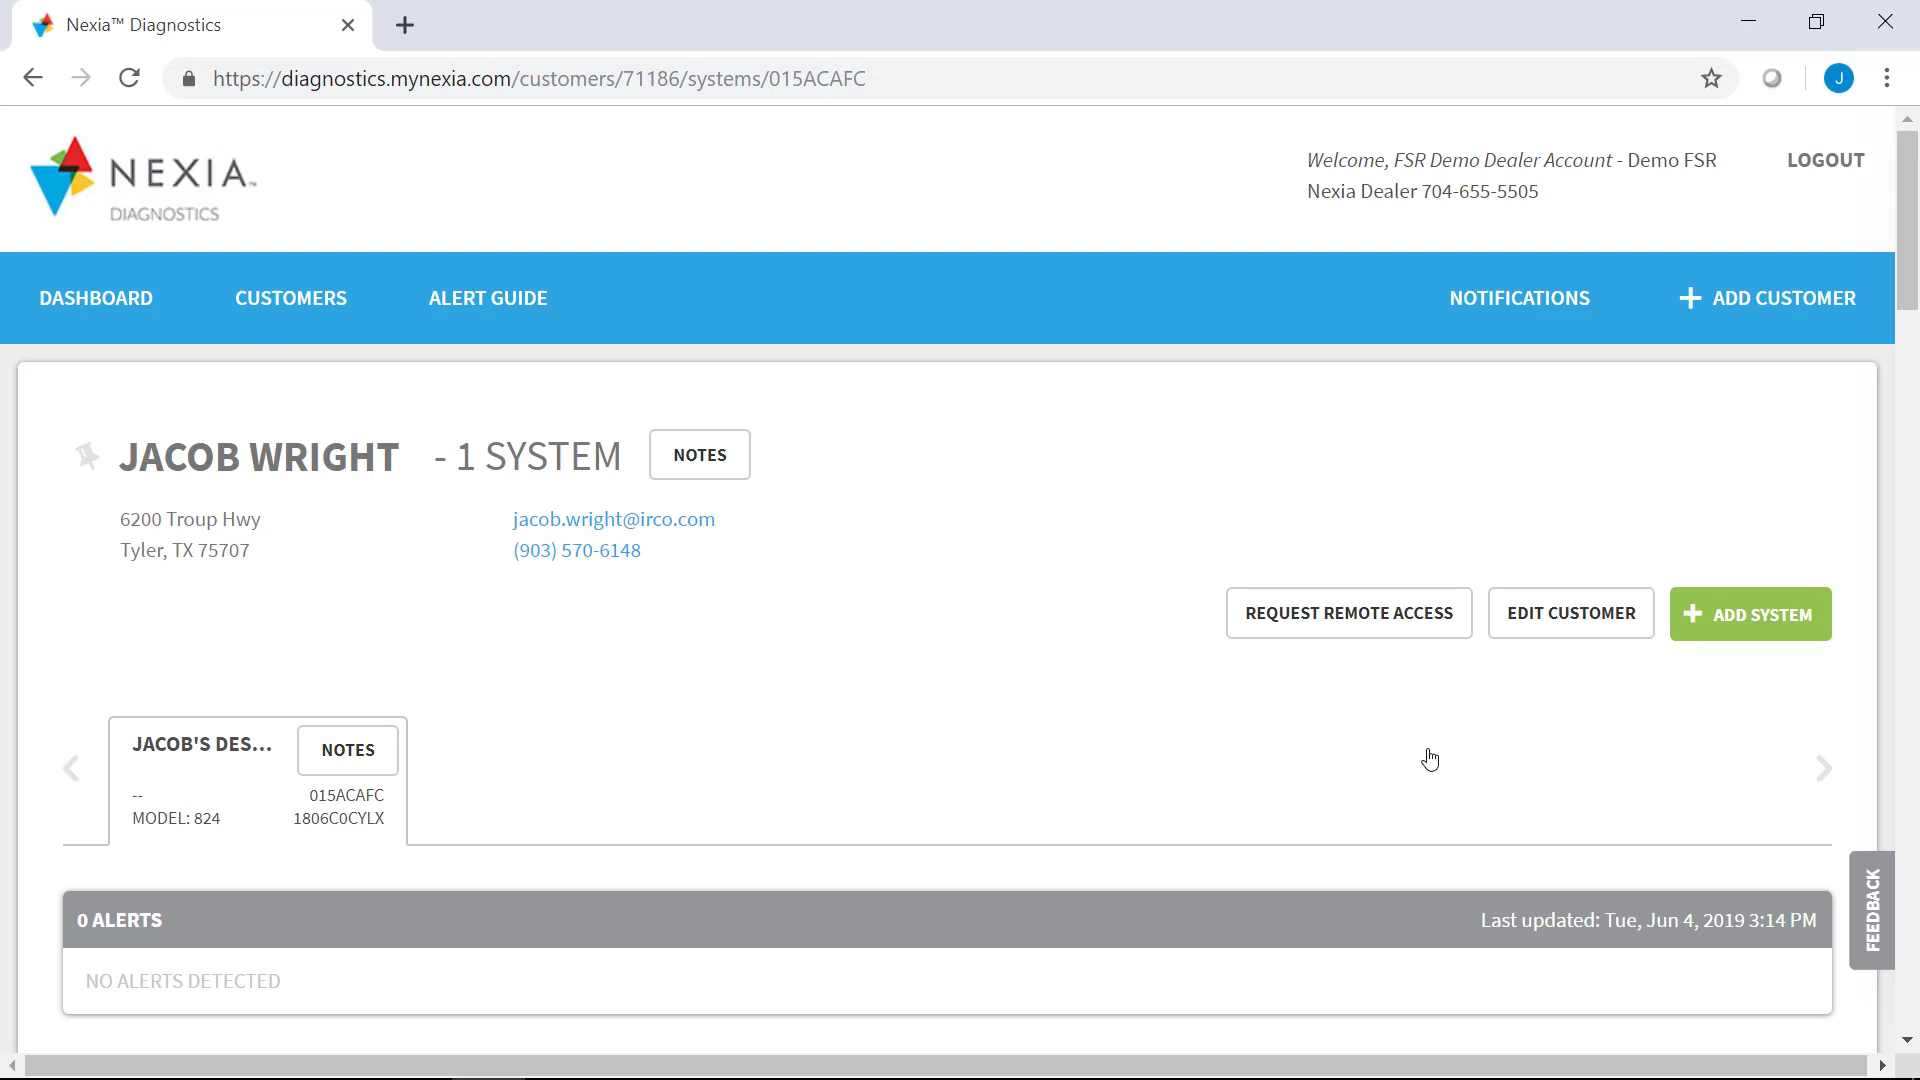 Nexia™ Diagnostics
https://diagnostics.mynexia.com/customers/71186/systems/015ACAFC
J
NEXIA™
DIAGNOSTICS
Welcome, FSR Demo Dealer Account - Demo FSR
Nexia Dealer 704-655-5505
LOGOUT
DASHBOARD
CUSTOMERS
ALERT GUIDE
NOTIFICATIONS
ADD CUSTOMER
JACOB WRIGHT - 1 SYSTEM
NOTES
6200 Troup Hwy
Tyler, TX 75707
jacob.wright@irco.com
(903) 570-6148
REQUEST REMOTE ACCESS
EDIT CUSTOMER
ADD SYSTEM
JACOB'S DES...
NOTES
-- 015ACAFC
MODEL: 824 1806C0CYLX
0 ALERTS
Last updated: Tue, Jun 4, 2019 3:14 PM
NO ALERTS DETECTED
FEEDBACK